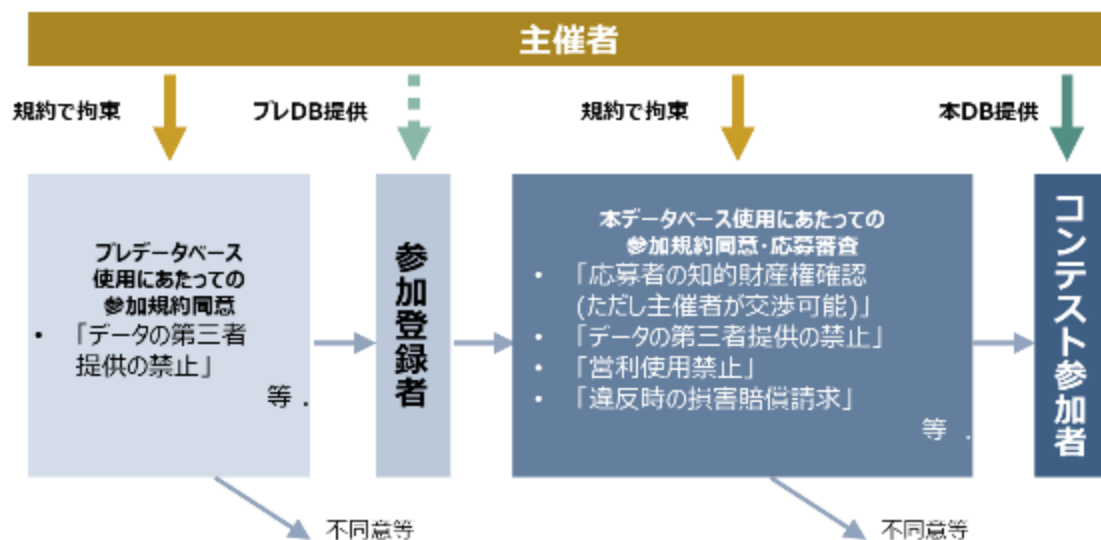 主催者
規約で拘束
プレDB提供
規約で拘束
本DB提供
プレデータベース
使用にあたっての
参加規約同意
• 「データの第三者
提供の禁止」
等 .
参加登録者
本データベース使用にあたっての
参加規約同意・応募審査
• 「応募者の知的財産権確認
(ただし主催者が交渉可能)」
• 「データの第三者提供の禁止」
• 「営利使用禁止」
• 「違反時の損害賠償請求」
等 .
コンテスト参加者
不同意等
不同意等